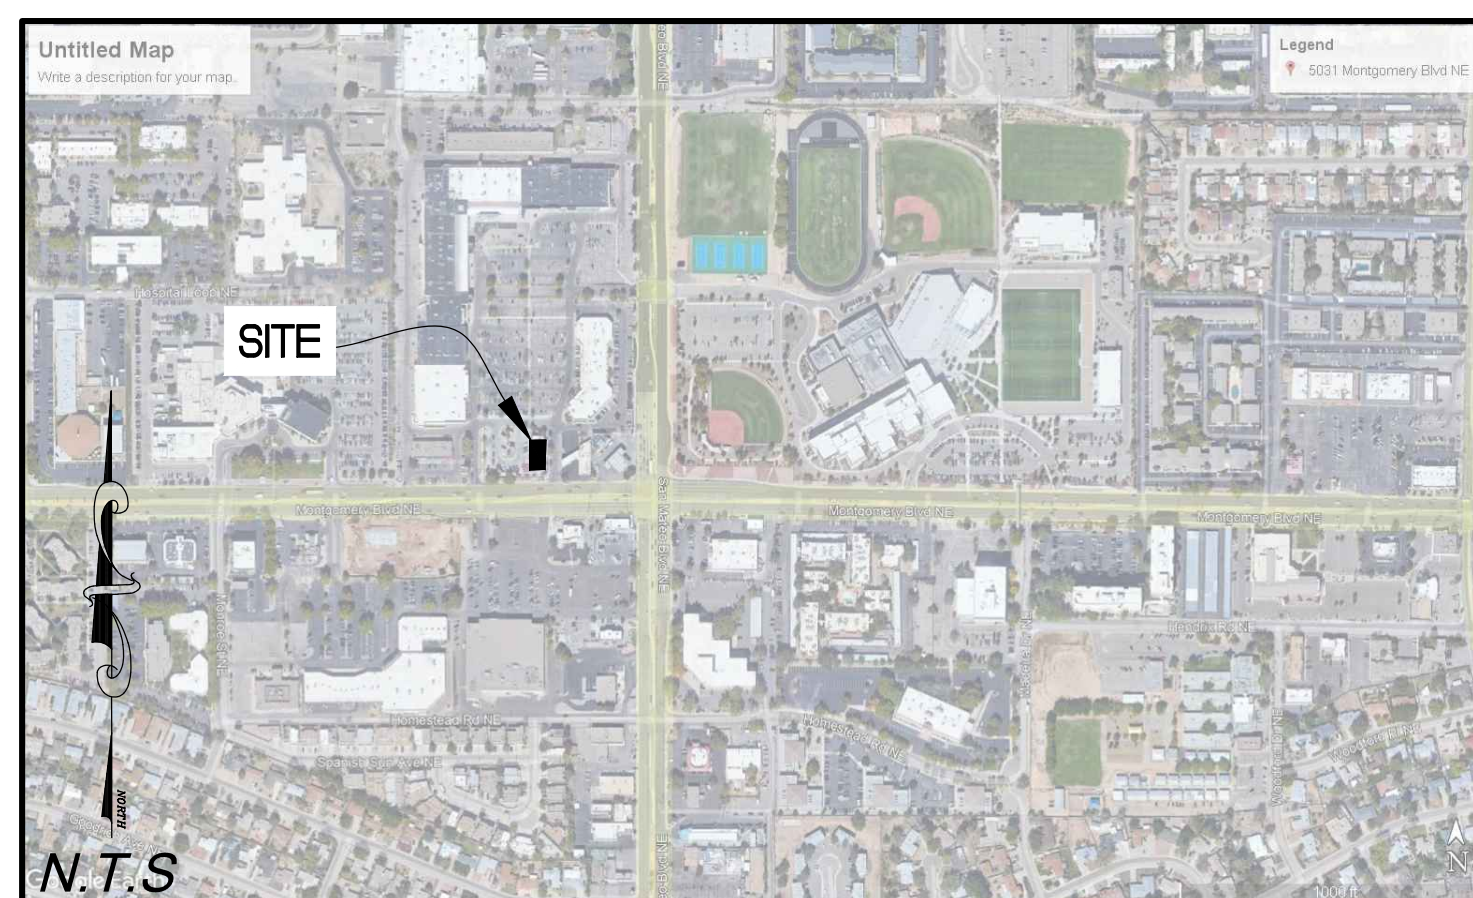 Untitled Map
Write a description for your map.
Legend
5031 Montgomery Blvd NE
Hospital Loop NE
SITE
Montgomery Blvd NE
Montgomery Blvd NE
Montgomery Blvd NE
San Mateo Blvd NE
Monroe St NE
Hendrix Rd NE
Homestead Rd NE
Homestead Rd NE
Spanish Sun Ave NE
NORTH
N.T.S
Google Earth
N
1000 ft